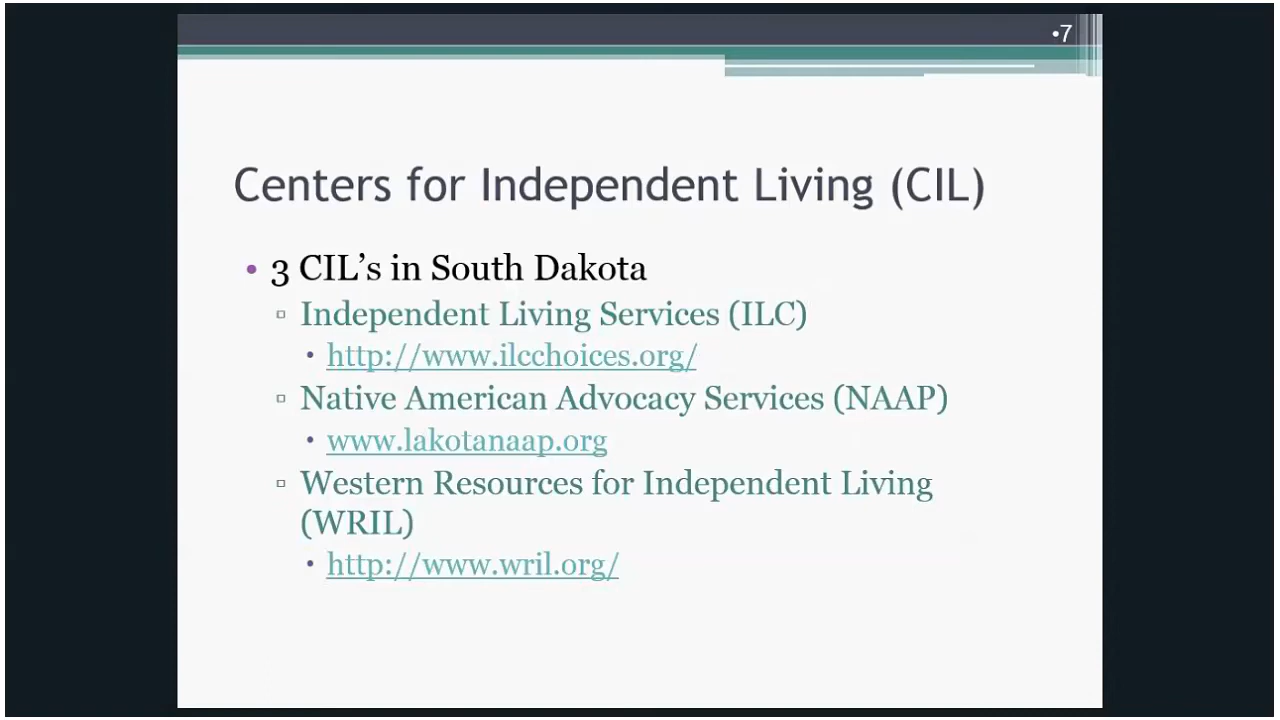 •7
Centers for Independent Living (CIL)
• 3 CIL’s in South Dakota
▫ Independent Living Services (ILC)
• http://www.ilcchoices.org/
▫ Native American Advocacy Services (NAAP)
• www.lakotanaap.org
▫ Western Resources for Independent Living
(WRIL)
• http://www.wril.org/